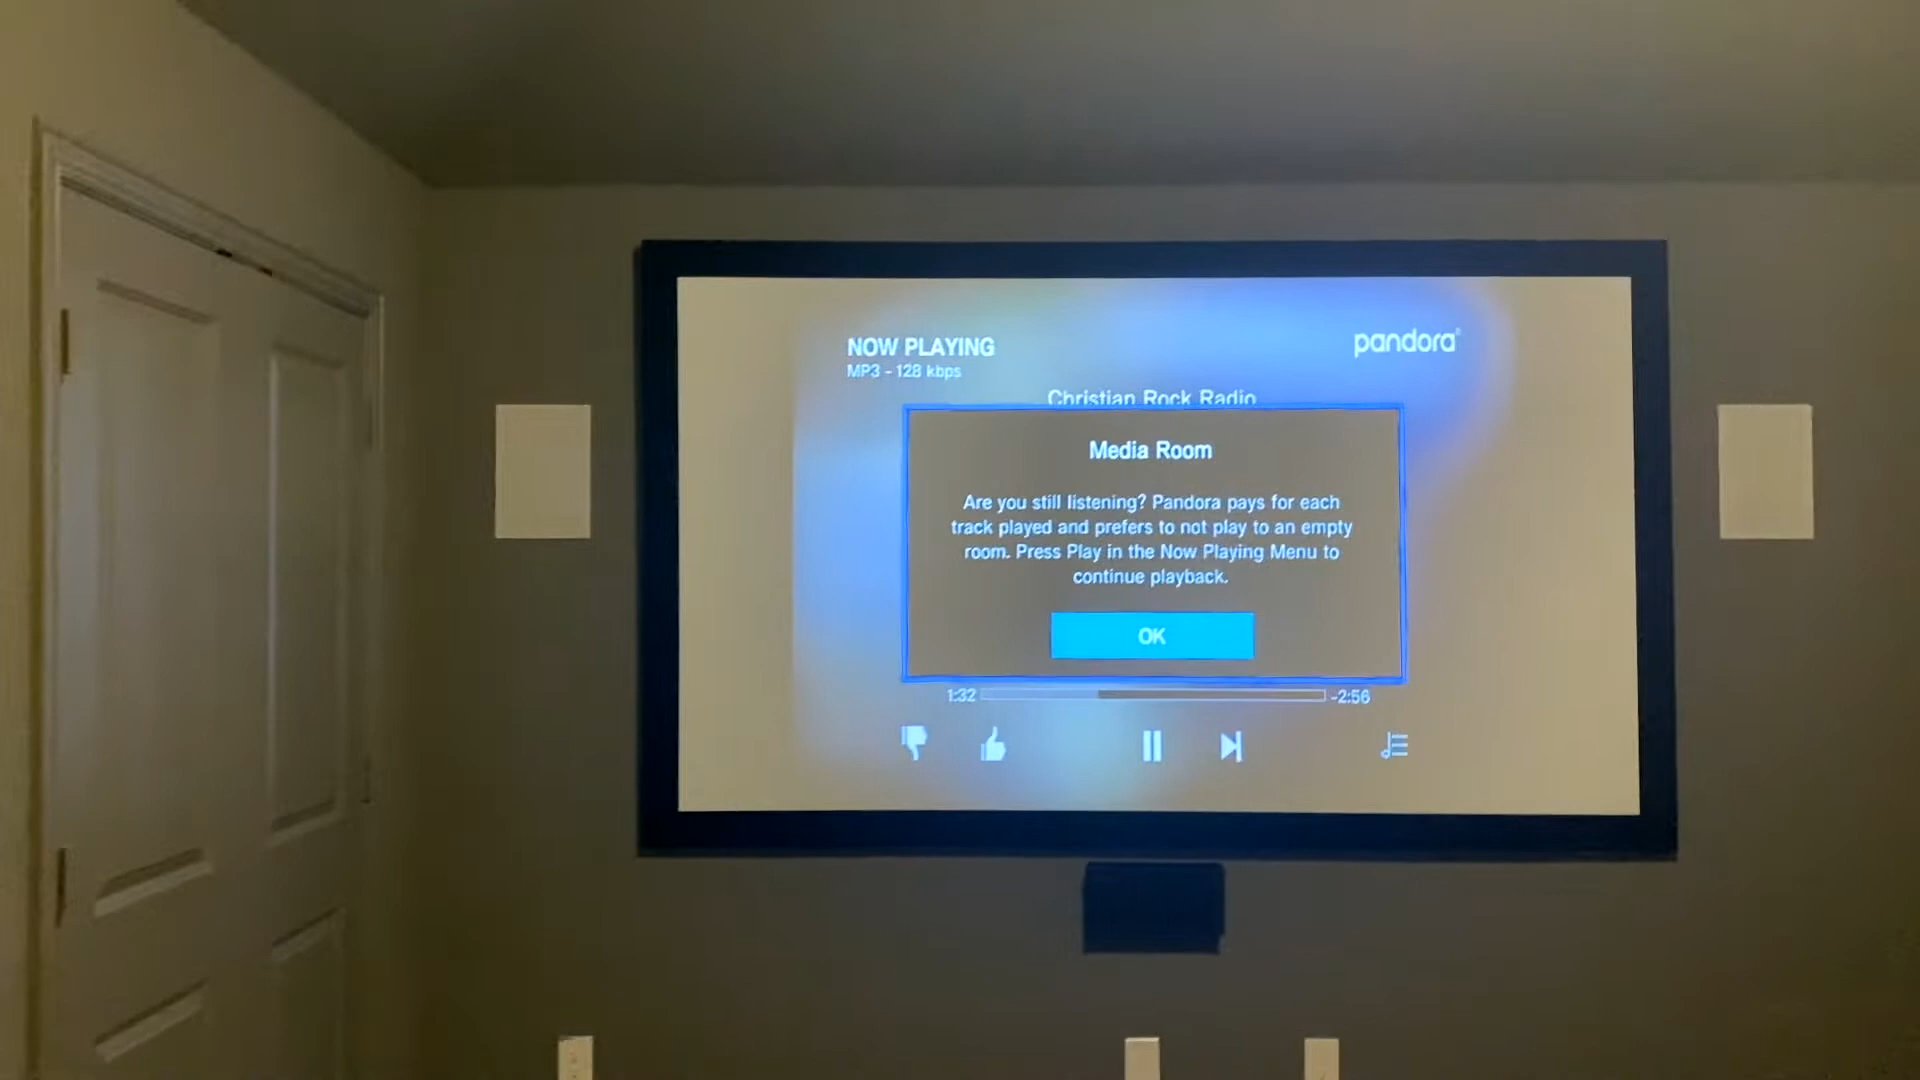 NOW PLAYING
pandora®
MP3 - 128 kbps
Christian Rock Radio
Media Room
Are you still listening? Pandora pays for each
track played and prefers to not play to an empty
room. Press Play in the Now Playing Menu to
continue playback.
OK
1:32
-2:56